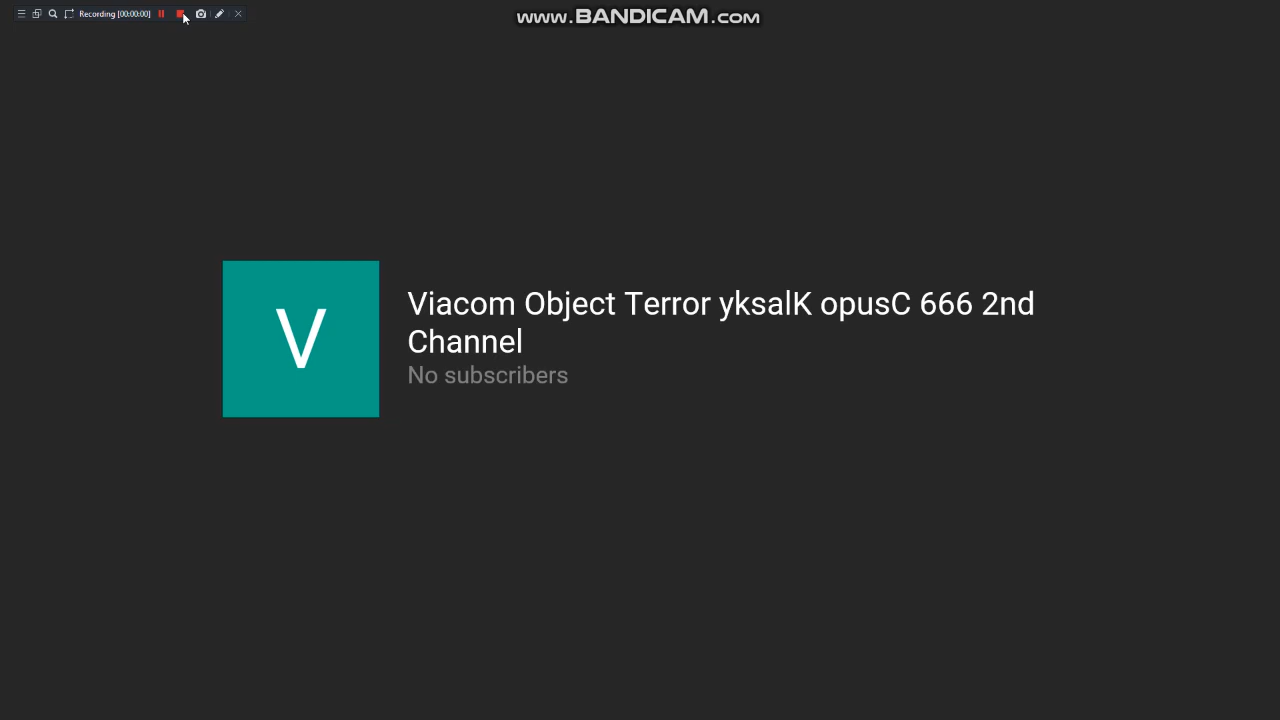 Recording [00:00:00]
www.BANDICAM.com
V
Viacom Object Terror yksalK opusC 666 2nd
Channel
No subscribers